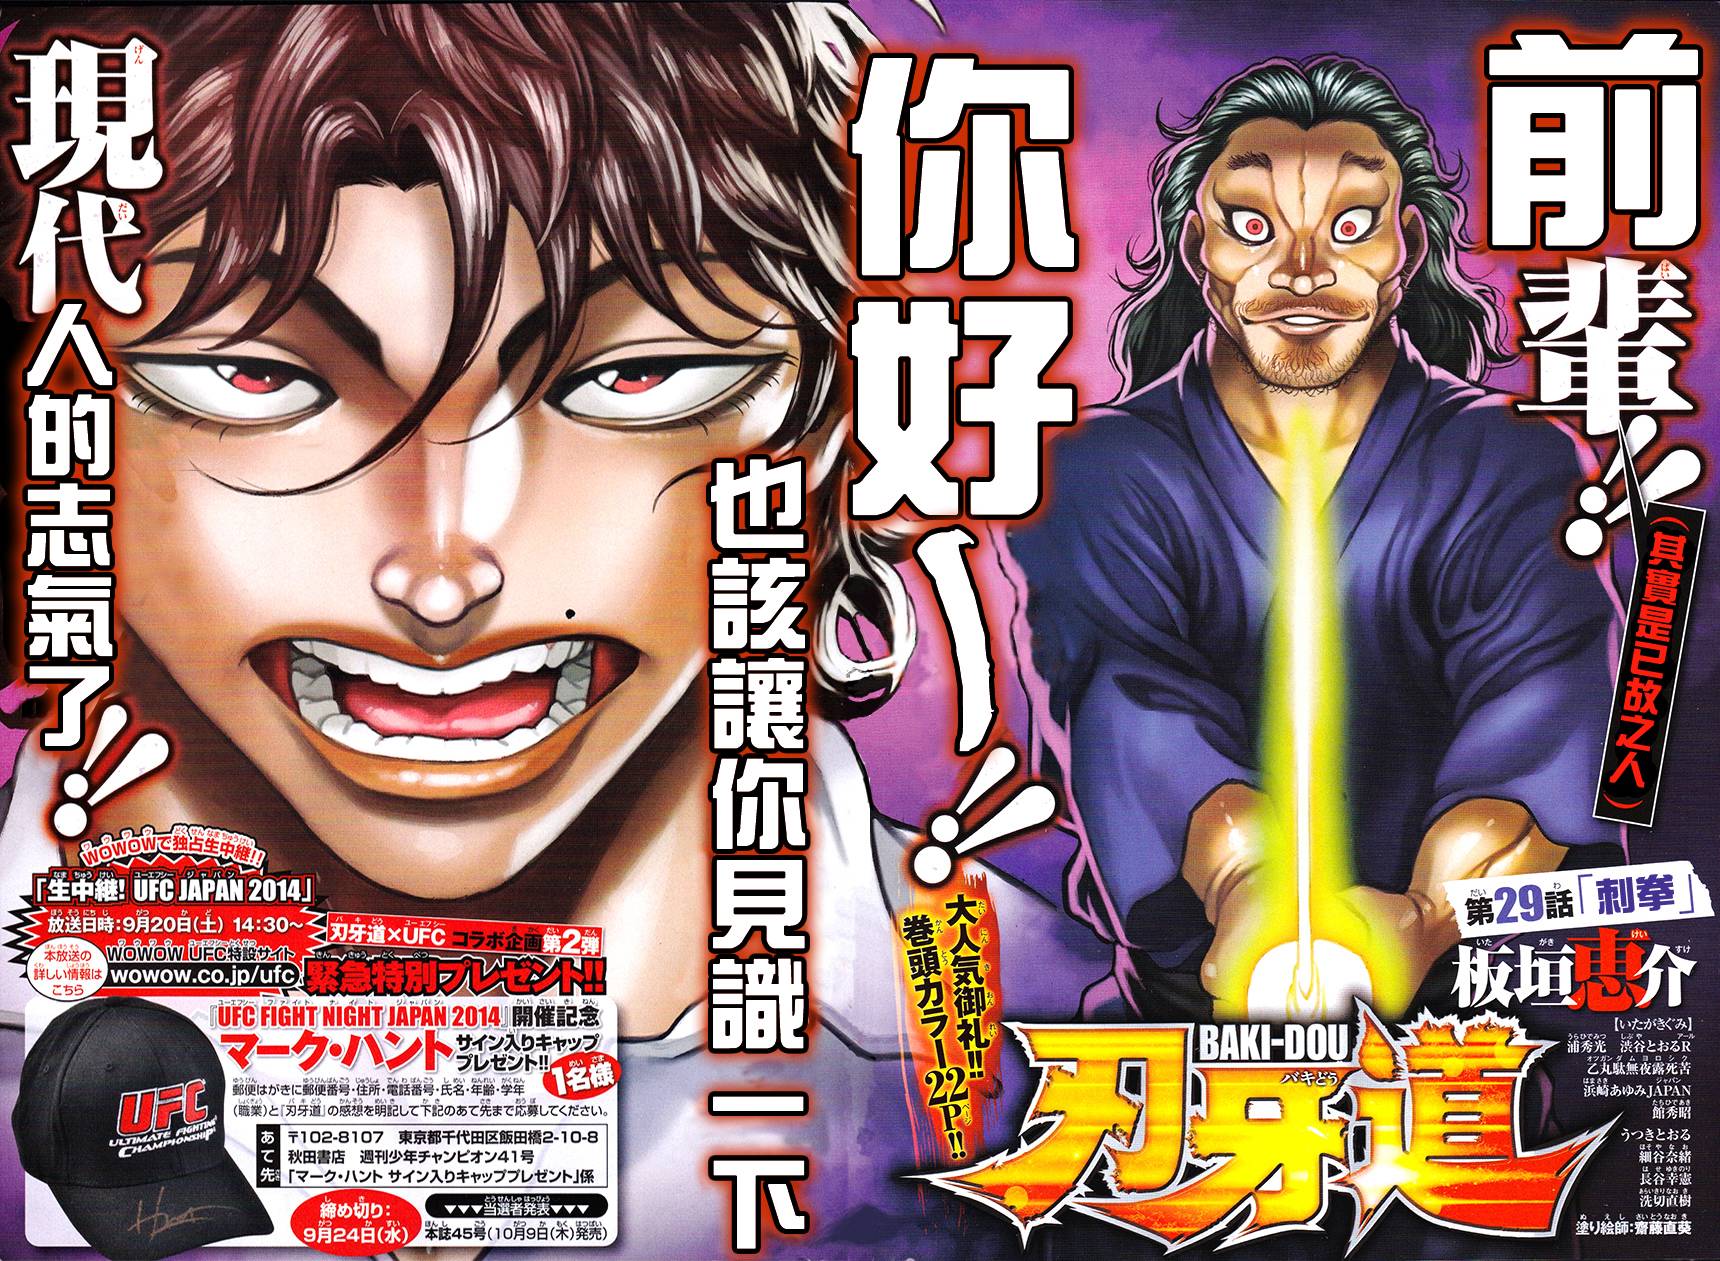 前輩!!
(其實是已故之人)
你好~!!
也該讓你見識一下
現代人的志氣了!!
大人気御礼!!
巻頭カラー22P!!
第29話「刺拳」
板垣恵介
【いたがきぐみ】
浦秀光 渋谷とおるR
乙丸駄無夜露死苦
浜崎あゆみJAPAN
館秀昭
うつきとおる
細谷奈緒
長谷幸憲
洗切直樹
塗り絵師:齋藤直葵
BAKI-DOU
バキどう
刃牙道
WOWOWで独占生中継!!
「生中継! UFC JAPAN 2014」
放送日時:9月20日(土) 14:30~
本放送の
詳しい情報は
こちら
WOWOW UFC特設サイト
wowow.co.jp/ufc
刃牙道×UFC コラボ企画第2弾
緊急特別プレゼント!!
『UFC FIGHT NIGHT JAPAN 2014』開催記念
マーク・ハント サイン入りキャップ
プレゼント!!
1名様
郵便はがきに郵便番号・住所・電話番号・氏名・年齢・学年
(職業)と『刃牙道』の感想を明記して下記のあて先まで応募してください。
あて先
〒102-8107 東京都千代田区飯田橋2-10-8
秋田書店 週刊少年チャンピオン41号
「マーク・ハント サイン入りキャッププレゼント」係
締め切り:
9月24日(水)
▼▼▼▼当選者発表▼▼▼▼
本誌45号(10月9日(木)発売)
UFC
ULTIMATE FIGHTING
CHAMPIONSHIP